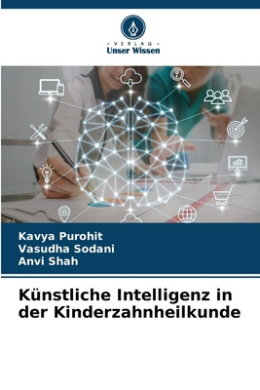 • VERLAG •
Unser Wissen
Kavya Purohit
Vasudha Sodani
Anvi Shah
Künstliche Intelligenz in
der Kinderzahnheilkunde